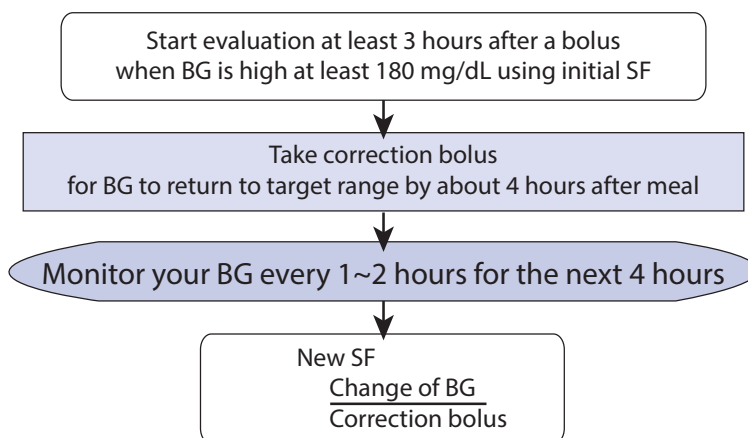 Start evaluation at least 3 hours after a bolus
when BG is high at least 180 mg/dL using initial SF
Take correction bolus
for BG to return to target range by about 4 hours after meal
Monitor your BG every 1~2 hours for the next 4 hours
New SF
Change of BG
Correction bolus